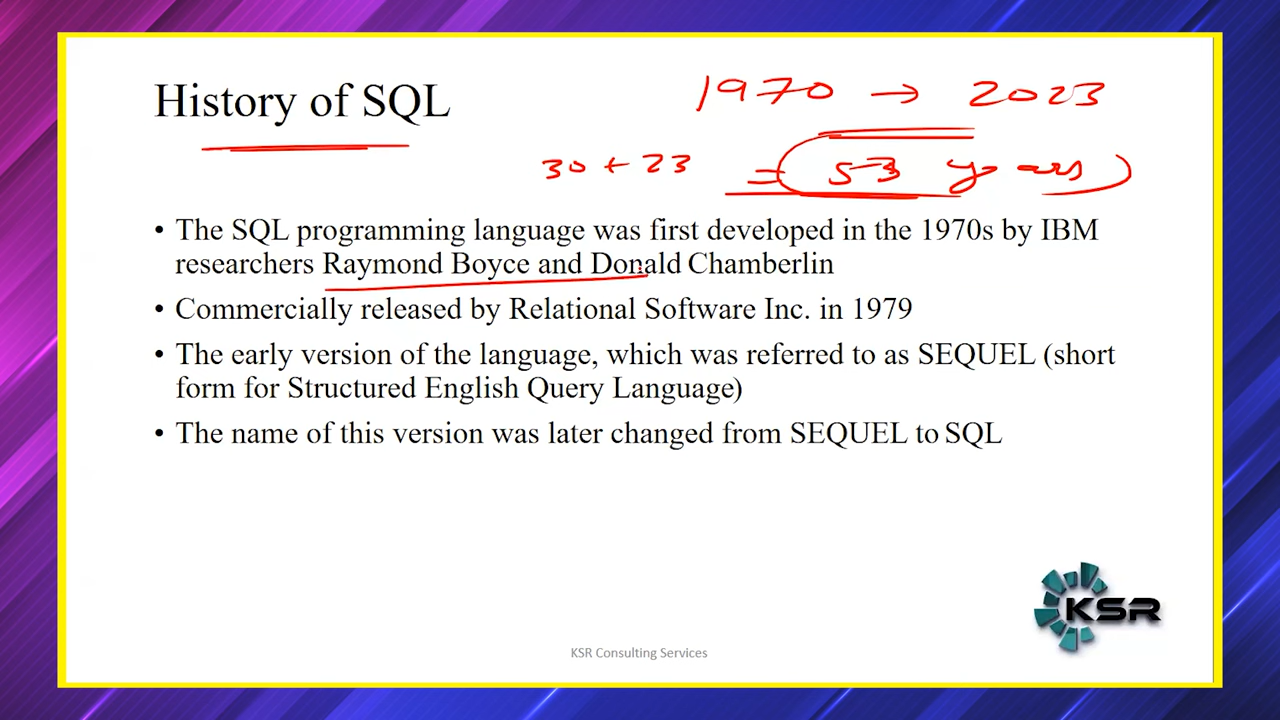 History of SQL
1970 → 2023
30 + 23 = 53 years
• The SQL programming language was first developed in the 1970s by IBM
researchers Raymond Boyce and Donald Chamberlin
• Commercially released by Relational Software Inc. in 1979
• The early version of the language, which was referred to as SEQUEL (short
form for Structured English Query Language)
• The name of this version was later changed from SEQUEL to SQL
KSR
KSR Consulting Services